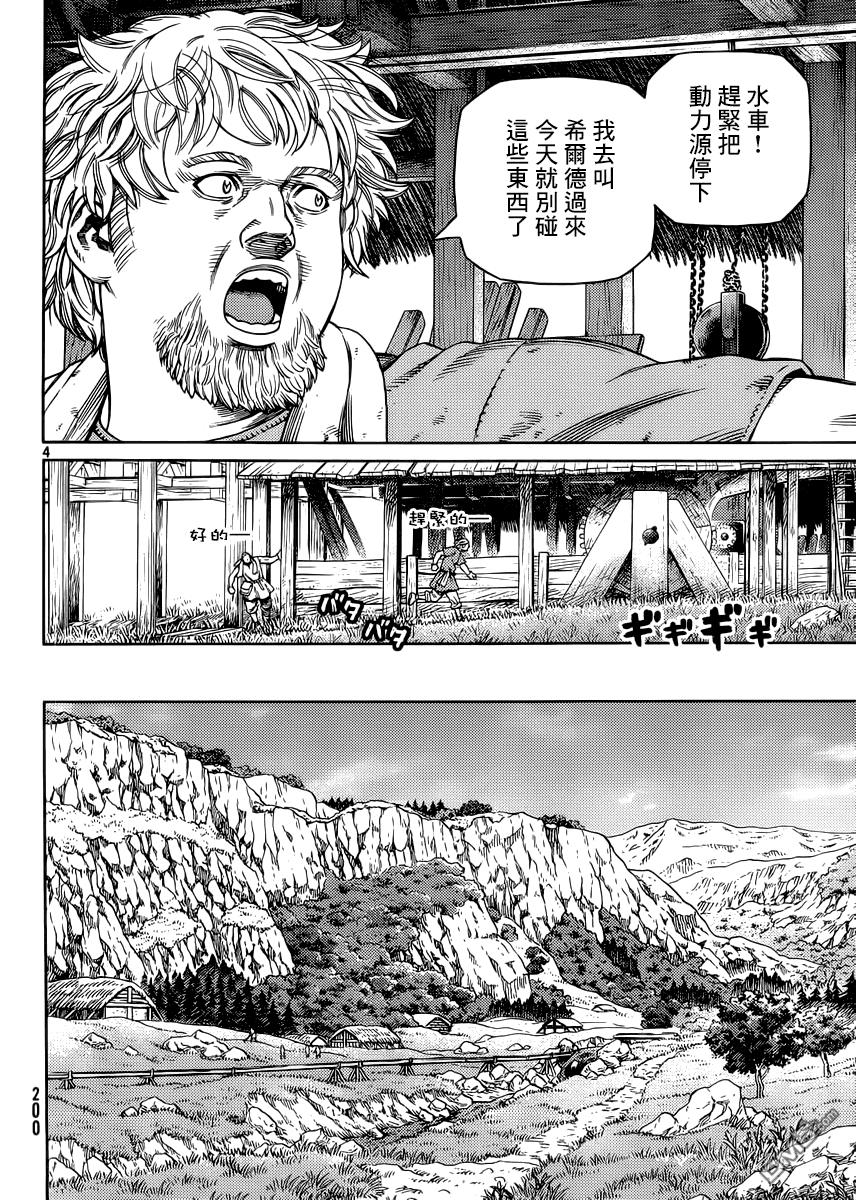 水車！
趕緊把
動力源停下
我去叫
希爾德過來
今天就別碰
這些東西了
4
趕緊的一
好的一
バタ
バタ
ギギギギ
200